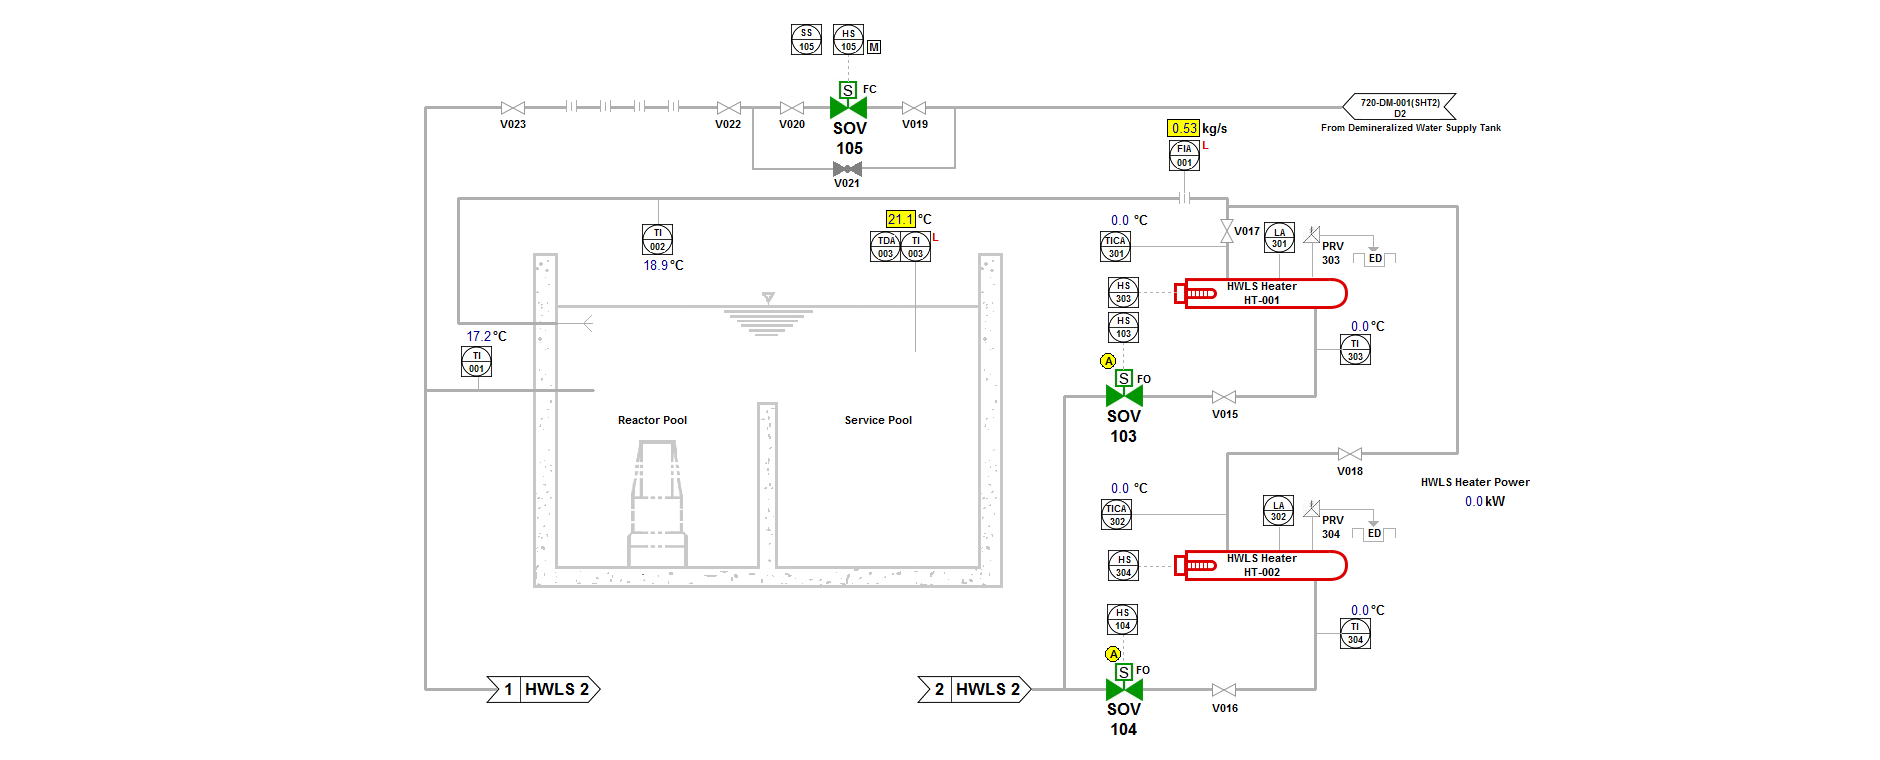 SS
105
HS
105
M
S
FC
V023
V022
V020
SOV
105
V019
V021
720-DM-001(SHT2)
D2
From Demineralized Water Supply Tank
0.53 kg/s
FIA
001
L
TI
002
18.9 °C
21.1 °C
TDA
003
TI
003
L
0.0 °C
TICA
301
V017
LA
301
PRV
303
ED
HS
303
HWLS Heater
HT-001
HS
103
17.2 °C
TI
001
0.0 °C
TI
303
A
S
FO
SOV
103
V015
Reactor Pool
Service Pool
V018
HWLS Heater Power
0.0 kW
0.0 °C
TICA
302
LA
302
PRV
304
ED
HS
304
HWLS Heater
HT-002
HS
104
0.0 °C
TI
304
A
S
FO
1 HWLS 2
2 HWLS 2
SOV
104
V016